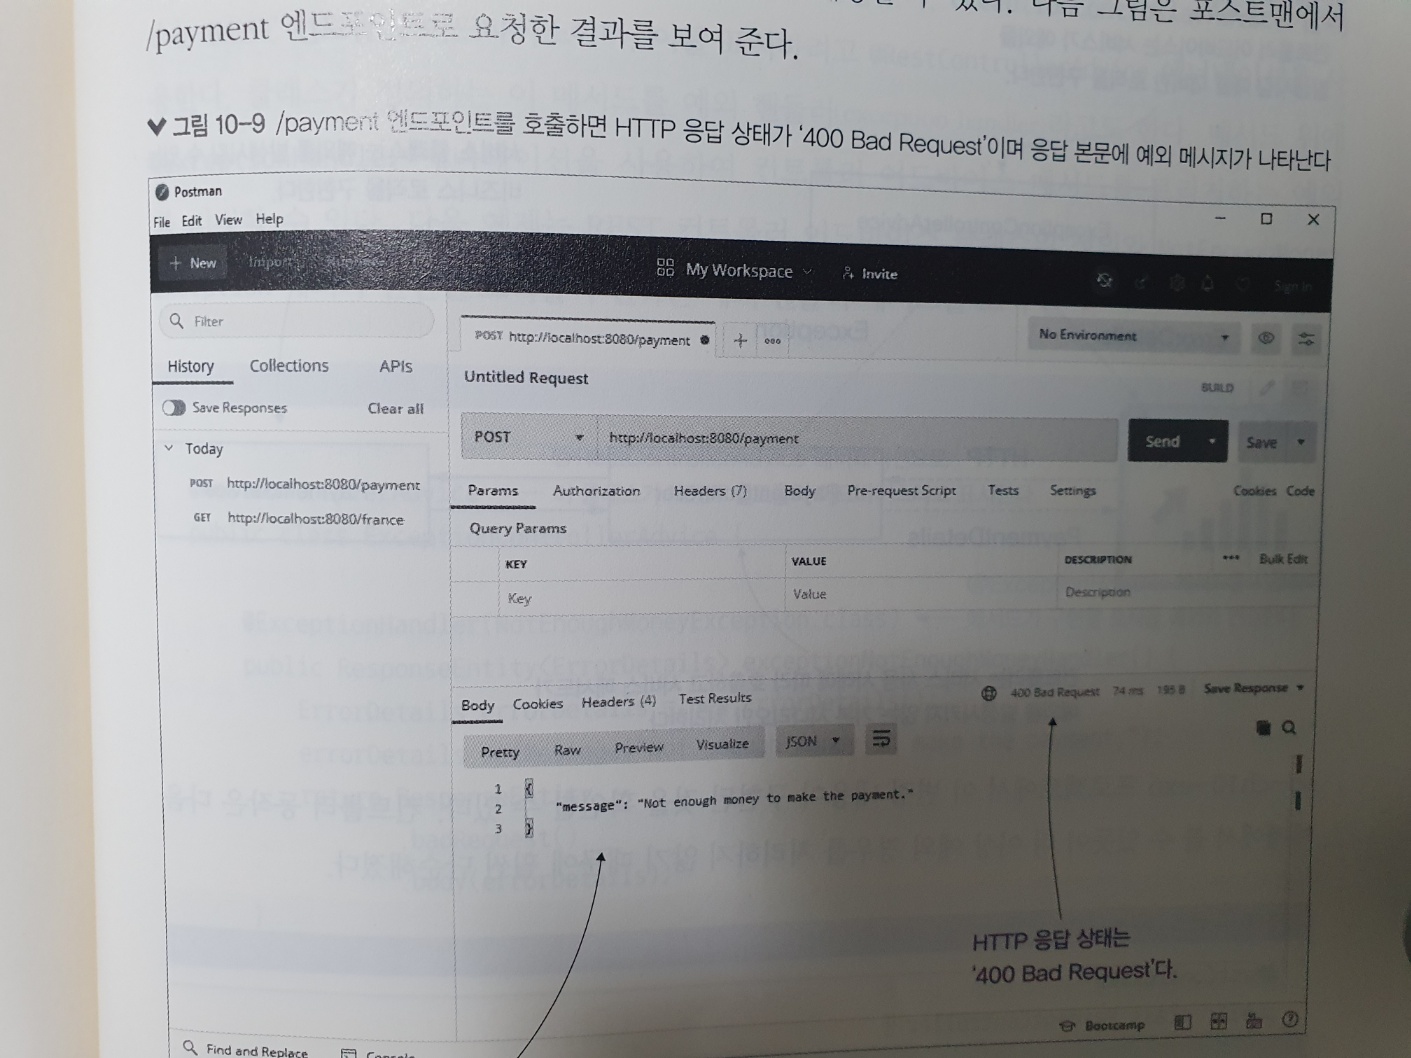 있다. 다음 그림은 포스트맨에서
/payment 엔드포인트로 요청한 결과를 보여 준다.
그림 10-9 /payment 엔드포인트를 호출하면 HTTP 응답 상태가 '400 Bad Request'이며 응답 본문에 예외 메시지가 나타난다
Postman
File Edit View Help
+ New Import My Workspace Invite Sign In
Filter
POST http://localhost:8080/payment
No Environment
History Collections APIs
Untitled Request
BUILD
Save Responses Clear all
POST http://localhost:8080/payment Send Save
Today
POST http://localhost:8080/payment
GET http://localhost:8080/france
Params Authorization Headers (7) Body Pre-request Script Tests Settings Cookies Code
Query Params
KEY VALUE DESCRIPTION ••• Bulk Edit
Key Value Description
Body Cookies Headers (4) Test Results 400 Bad Request 74 ms 195 B Save Response
Pretty Raw Preview Visualize JSON
1 {
2 "message": "Not enough money to make the payment."
3 }
HTTP 응답 상태는
'400 Bad Request'다.
Bootcamp
Find and Replace Console